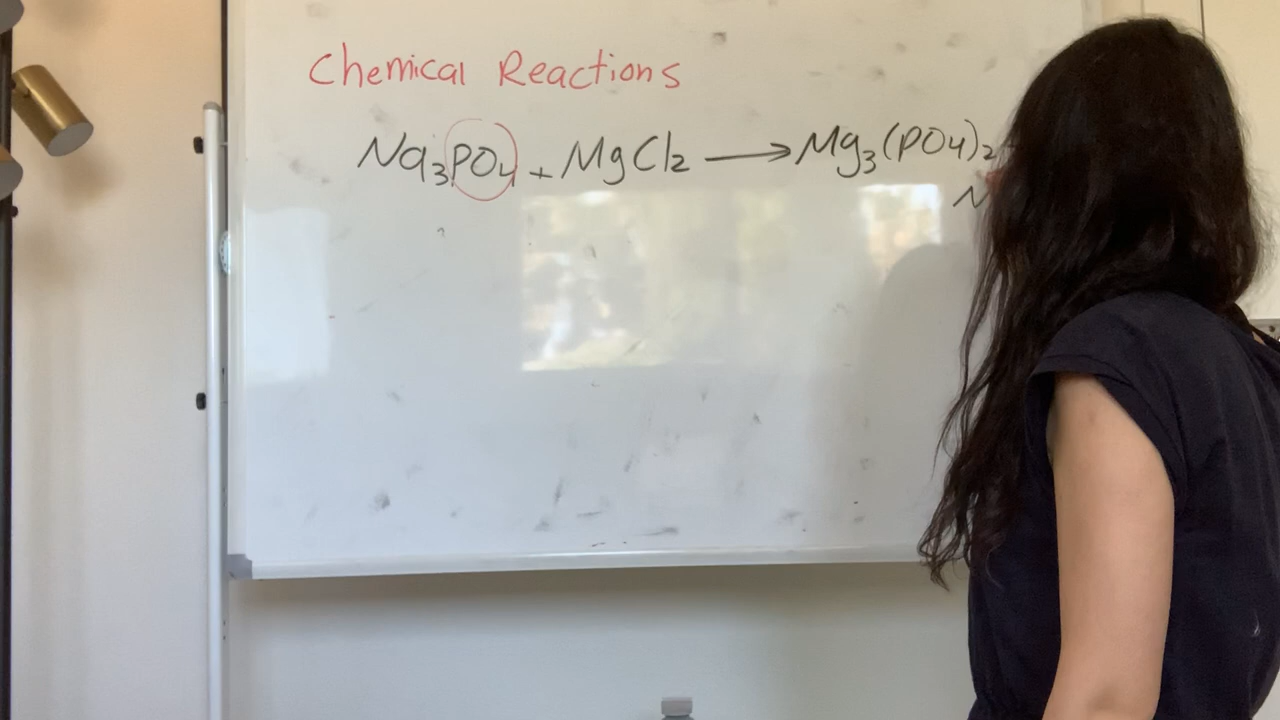 Chemical Reactions
Na₃PO₄ + MgCl₂ ⟶ Mg₃(PO₄)₂
N